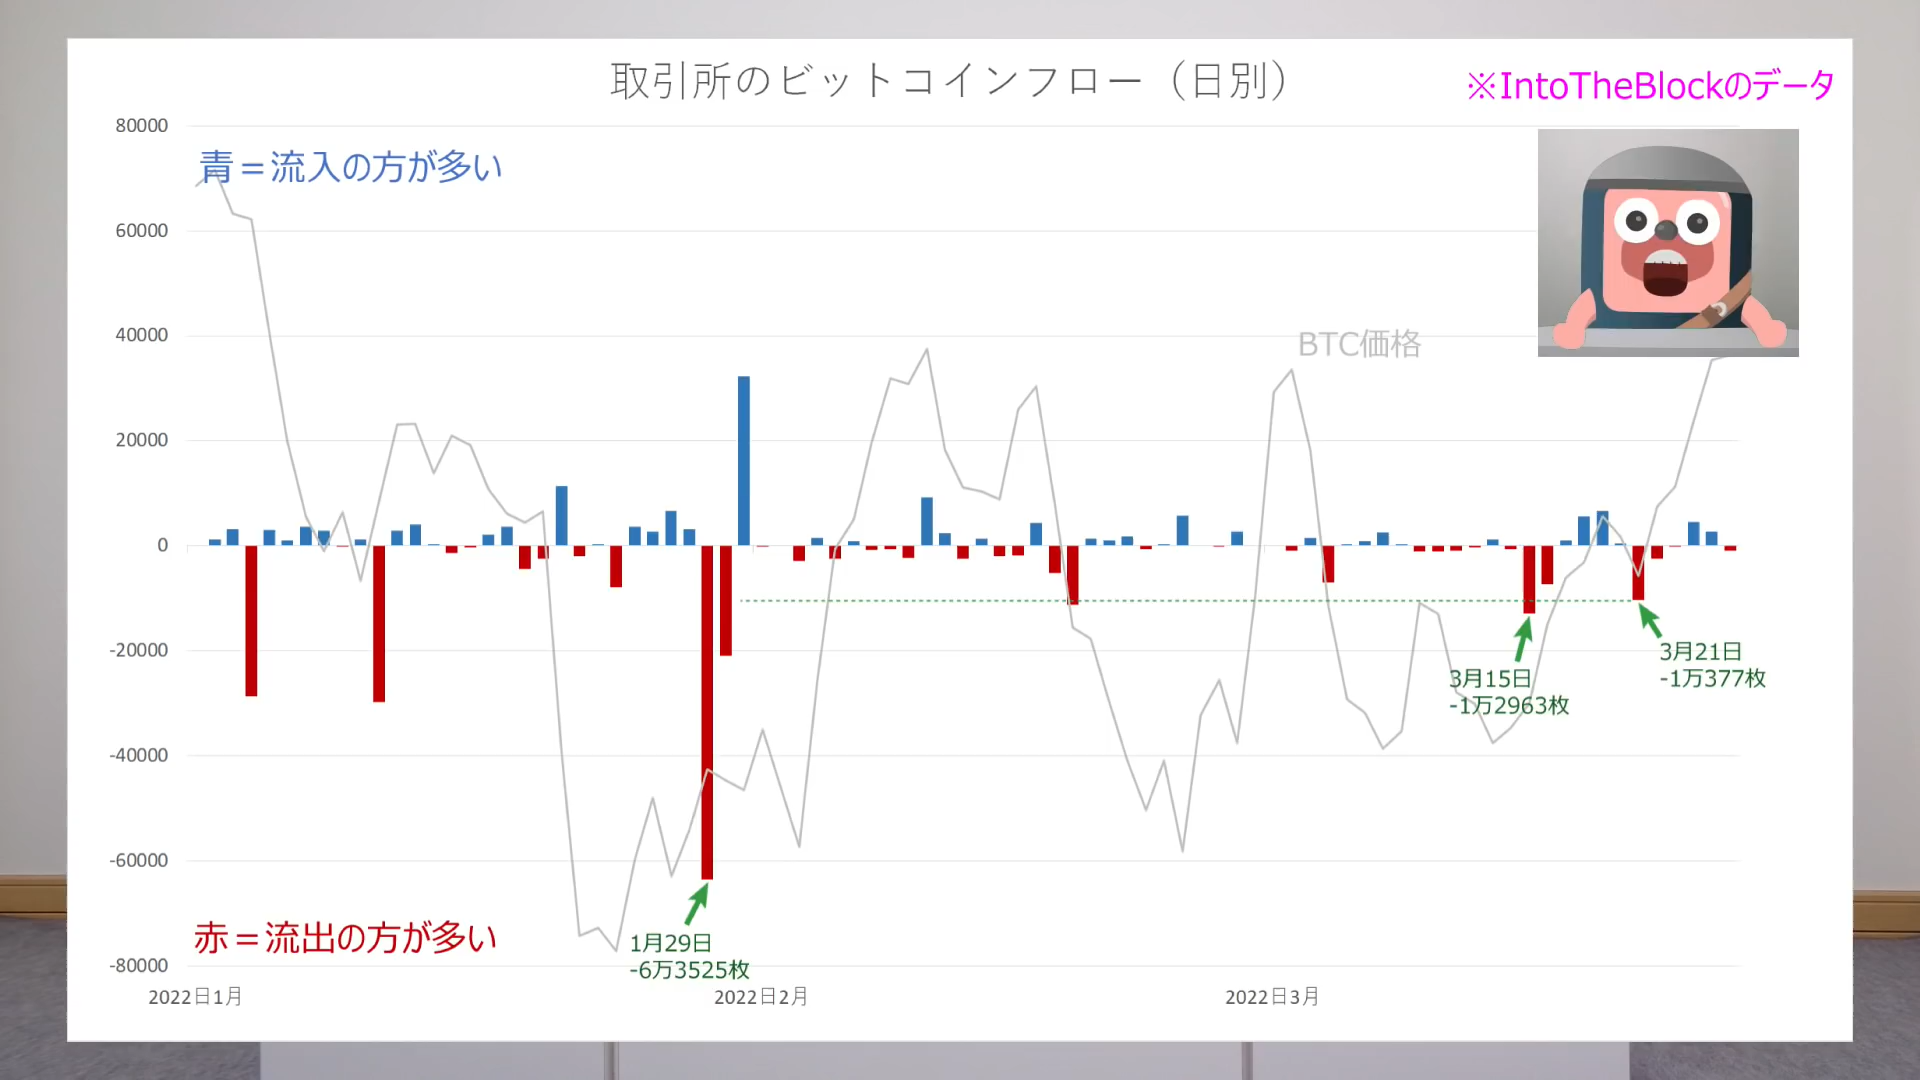 取引所のビットコインフロー（日別）
※IntoTheBlockのデータ
80000
青＝流入の方が多い
60000
40000
BTC価格
20000
0
-20000
3月21日
-1万377枚
3月15日
-1万2963枚
-40000
-60000
赤＝流出の方が多い
1月29日
-6万3525枚
-80000
2022日1月
2022日2月
2022日3月